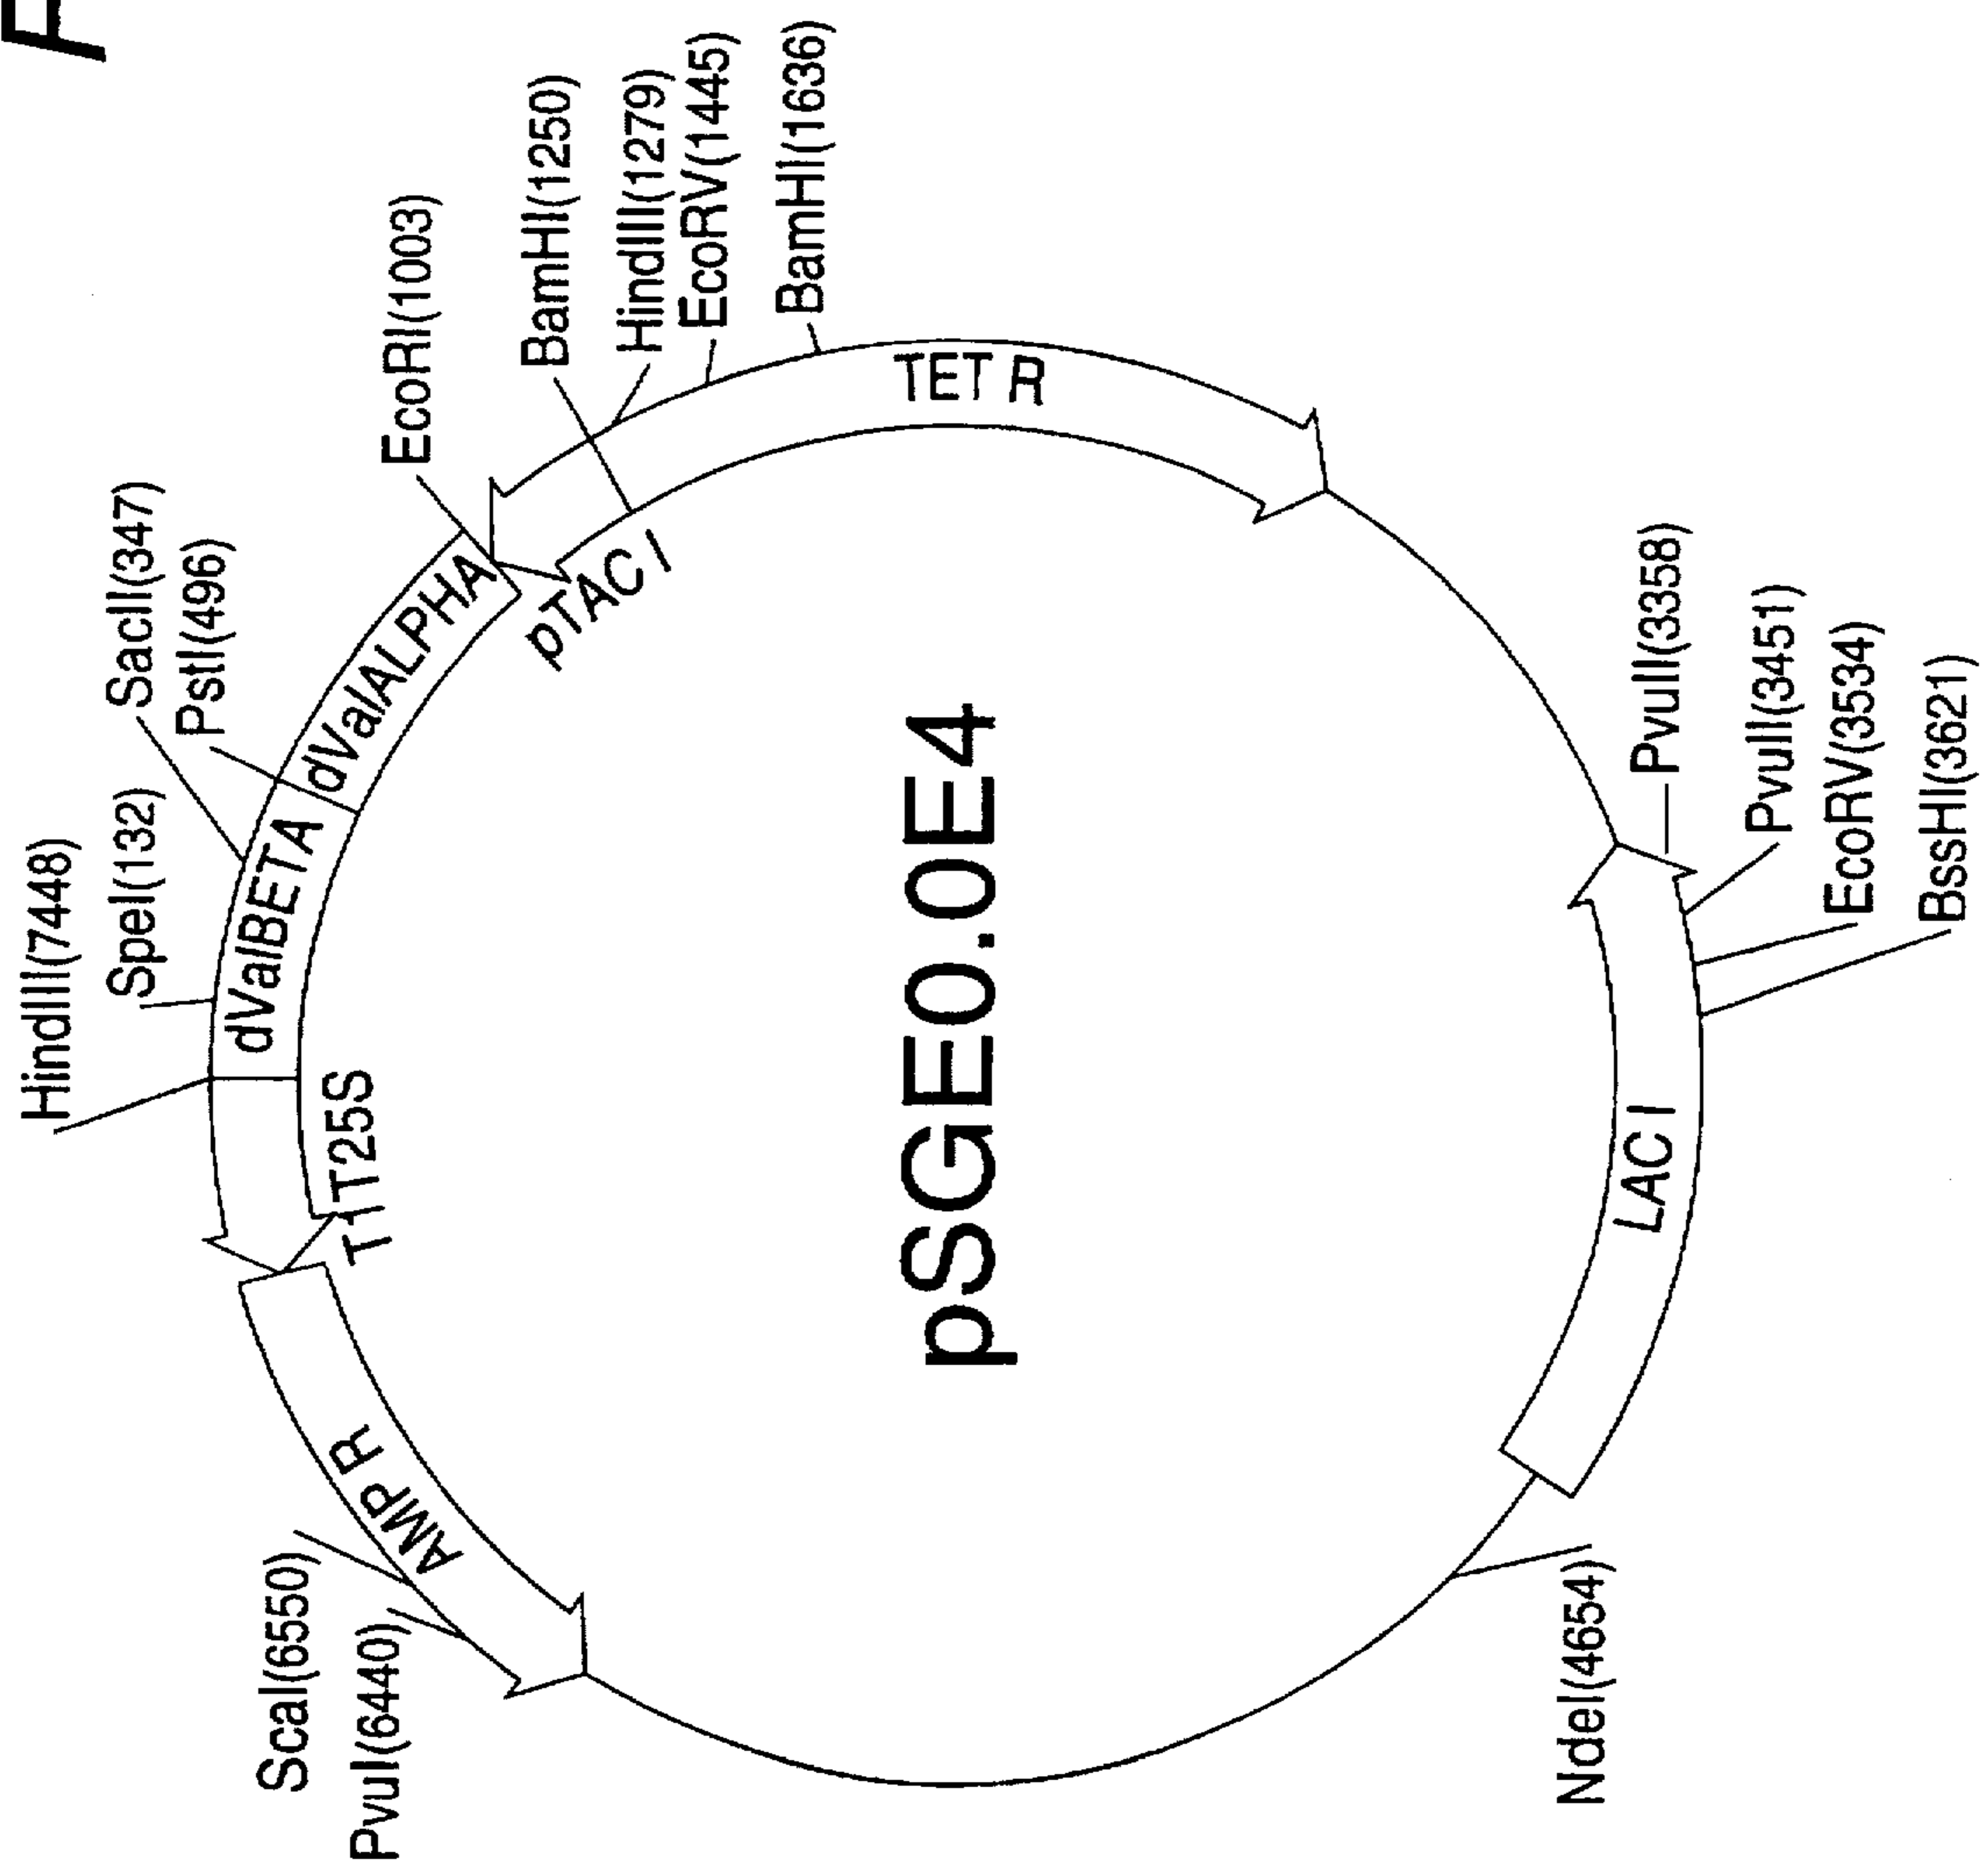 HindIII(7448)
SpeI(132)
SacII(347)
PstI(496)
dValBETA
ScaI(6550)
T1T25S
PvuI(6440)
AMP R
dValALPHA
EcoRI(1003)
BamHI(1250)
pTAC I
HindIII(1279)
EcoRV(1445)
BamHI(1636)
pSGE0.0E4
TET R
NdeI(4654)
LAC I
PvuII(3358)
PvuII(3451)
EcoRV(3534)
BssHI(3621)